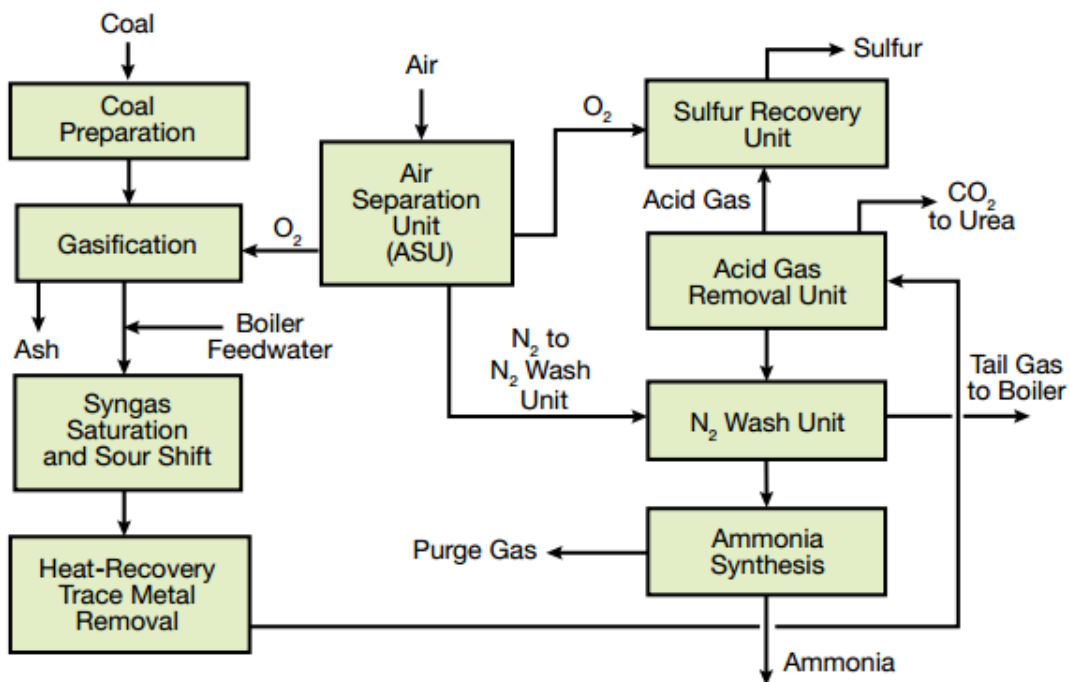 Coal
Coal
Preparation
Gasification
Ash
Boiler
Feedwater
Syngas
Saturation
and Sour Shift
Heat-Recovery
Trace Metal
Removal
Air
Air
Separation
Unit
(ASU)
O₂
O₂
N₂ to
N₂ Wash
Unit
Sulfur
Sulfur Recovery
Unit
Acid Gas
CO₂
to Urea
Acid Gas
Removal Unit
Tail Gas
to Boiler
N₂ Wash Unit
Purge Gas
Ammonia
Synthesis
Ammonia